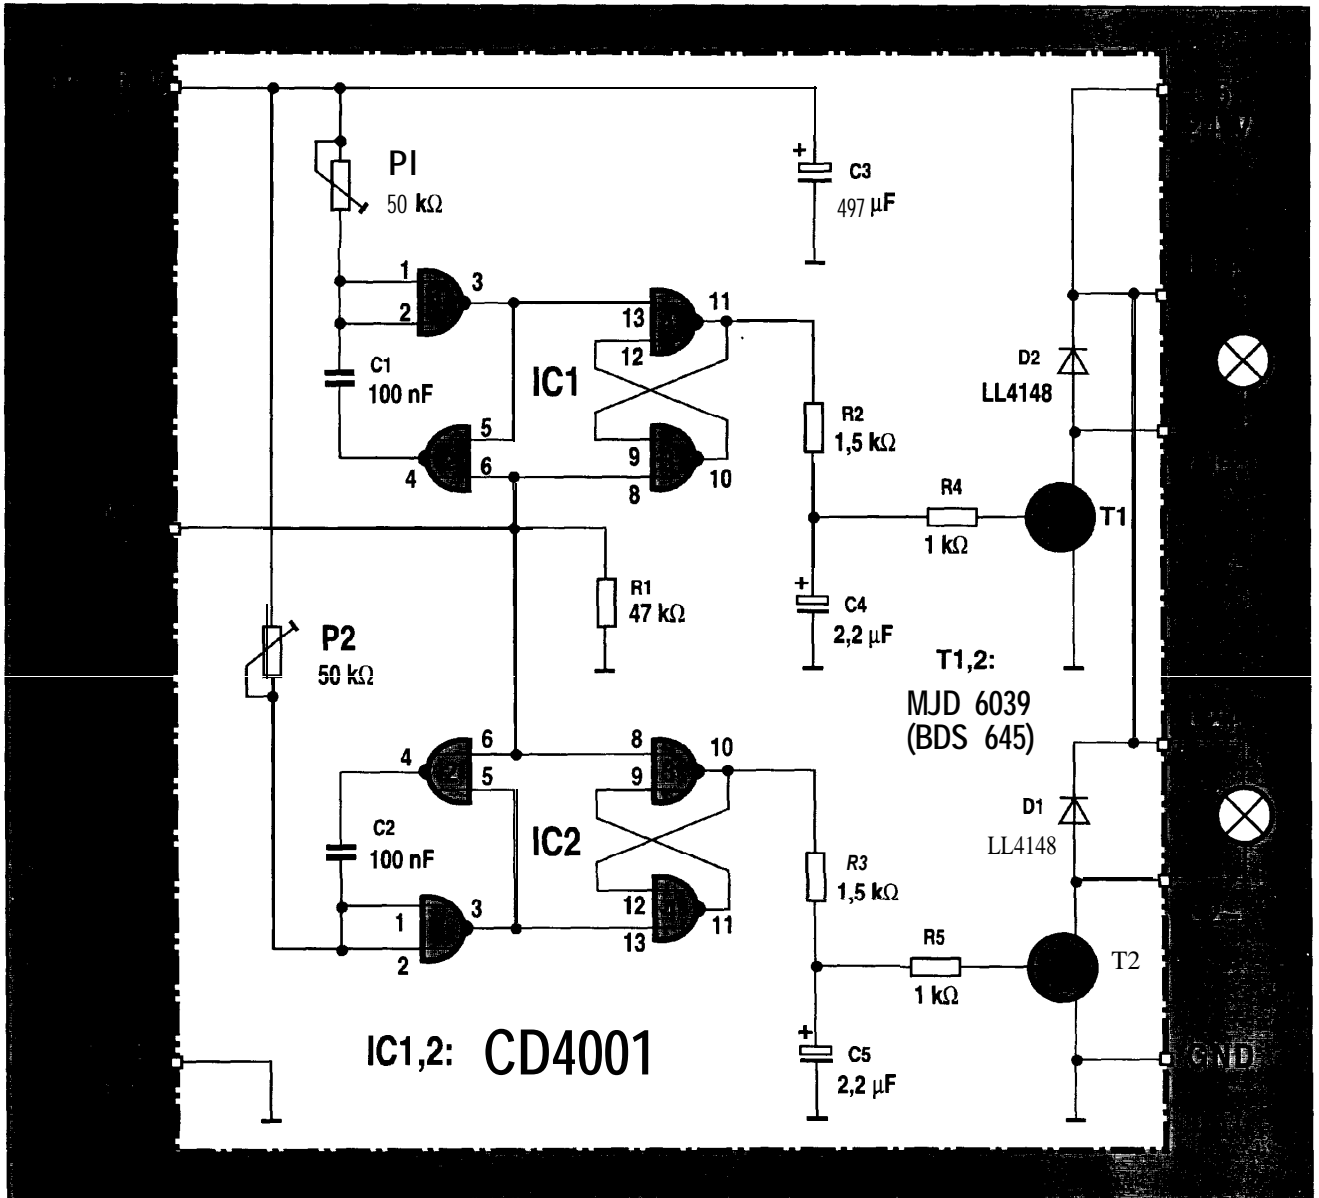 PI
50 kΩ
+
C3
497 µF
1
2
3
C1
100 nF
4
5
6
IC1
13
12
11
9
8
10
R2
1,5 kΩ
D2
LL4148
R4
1 kΩ
T1
+
C4
2,2 µF
R1
47 kΩ
P2
50 kΩ
T1,2:
MJD 6039
(BDS 645)
4
6
5
8
9
10
IC2
C2
100 nF
1
2
3
12
13
11
R3
1,5 kΩ
D1
LL4148
R5
1 kΩ
T2
+
C5
2,2 µF
IC1,2: CD4001
GND